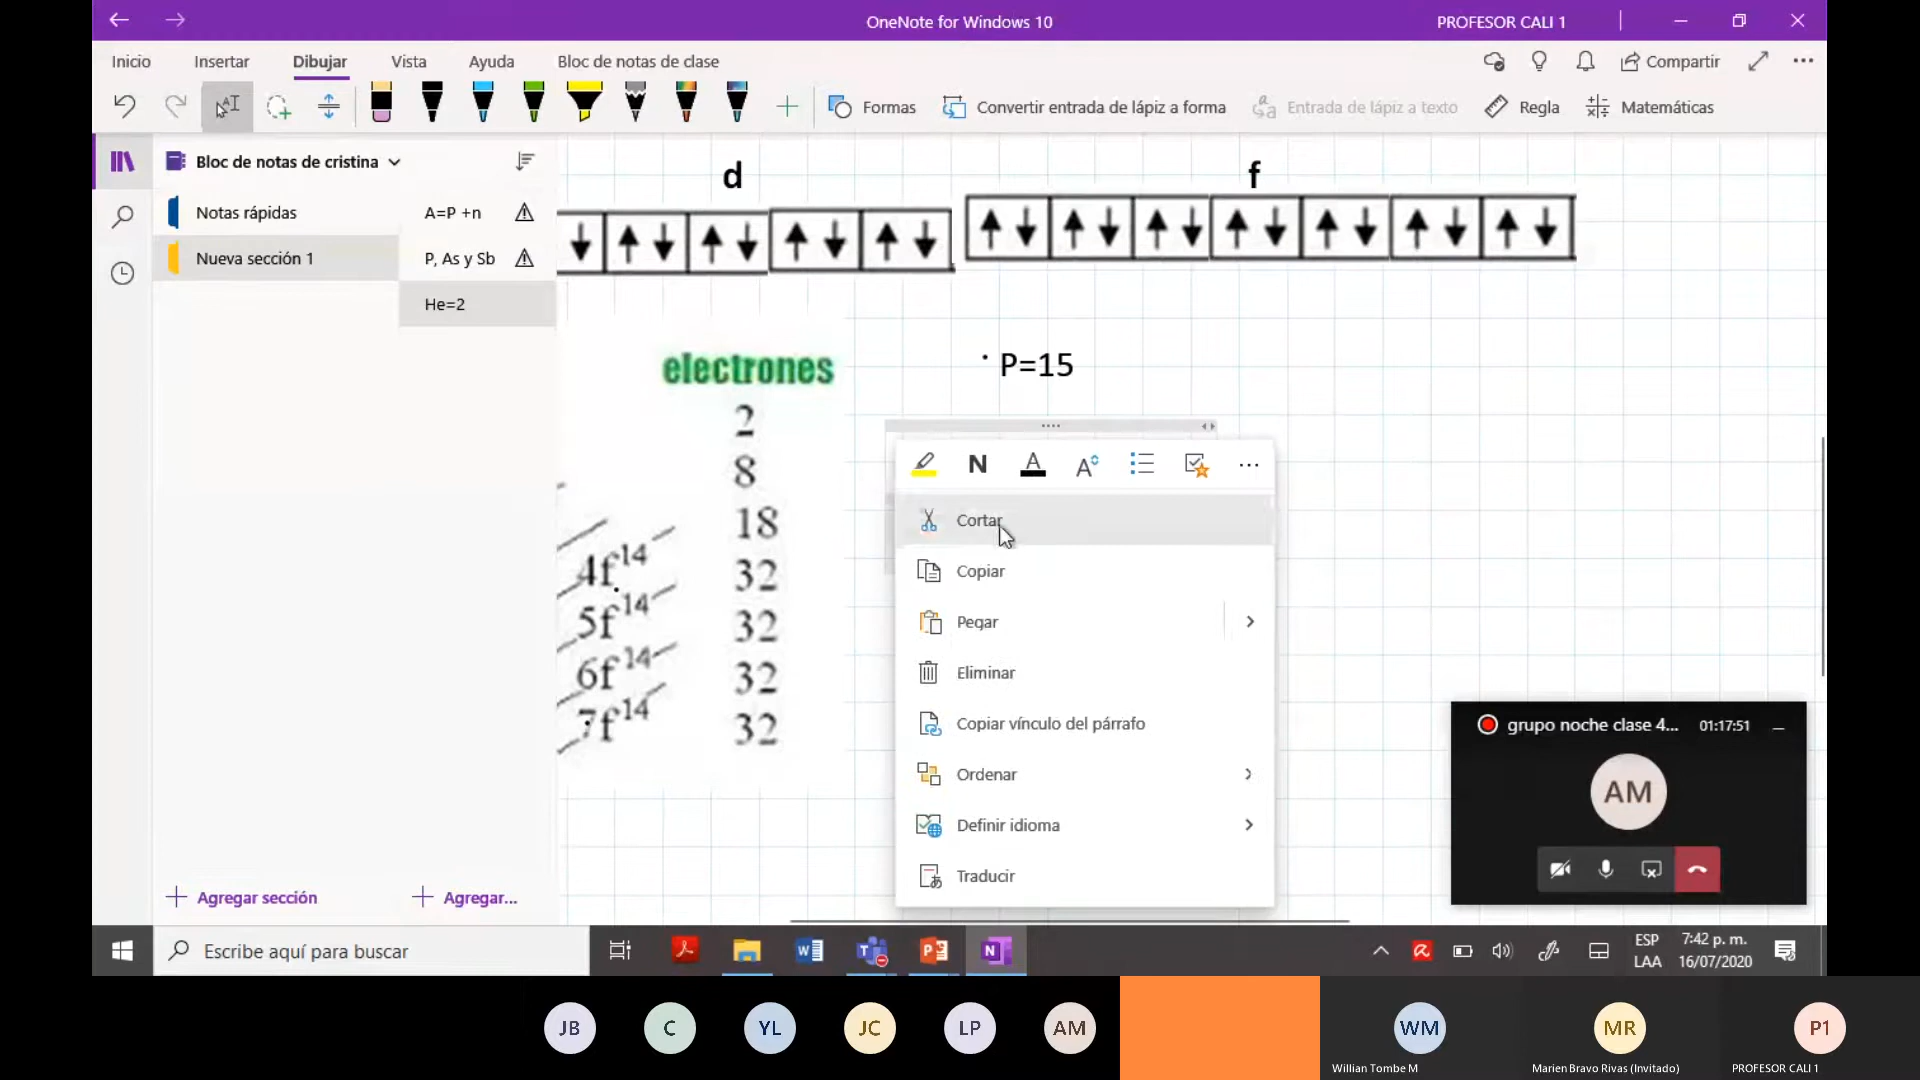 OneNote for Windows 10
PROFESOR CALI 1
Inicio
Insertar
Dibujar
Vista
Ayuda
Bloc de notas de clase
Compartir
Formas
Convertir entrada de lápiz a forma
Entrada de lápiz a texto
Regla
Matemáticas
Bloc de notas de cristina
Notas rápidas
Nueva sección 1
A=P +n
P, As y Sb
He=2
d
f
electrones
2
8
18
4f14 32
5f14 32
6f14 32
7f14 32
P=15
N A A
Cortar
Copiar
Pegar
Eliminar
Copiar vínculo del párrafo
Ordenar
Definir idioma
Traducir
grupo noche clase 4... 01:17:51
AM
Agregar sección
Agregar...
Escribe aquí para buscar
ESP
LAA
7:42 p. m.
16/07/2020
JB
C
YL
JC
LP
AM
WM
MR
P1
Willian Tombe M
Marien Bravo Rivas (Invitado)
PROFESOR CALI 1